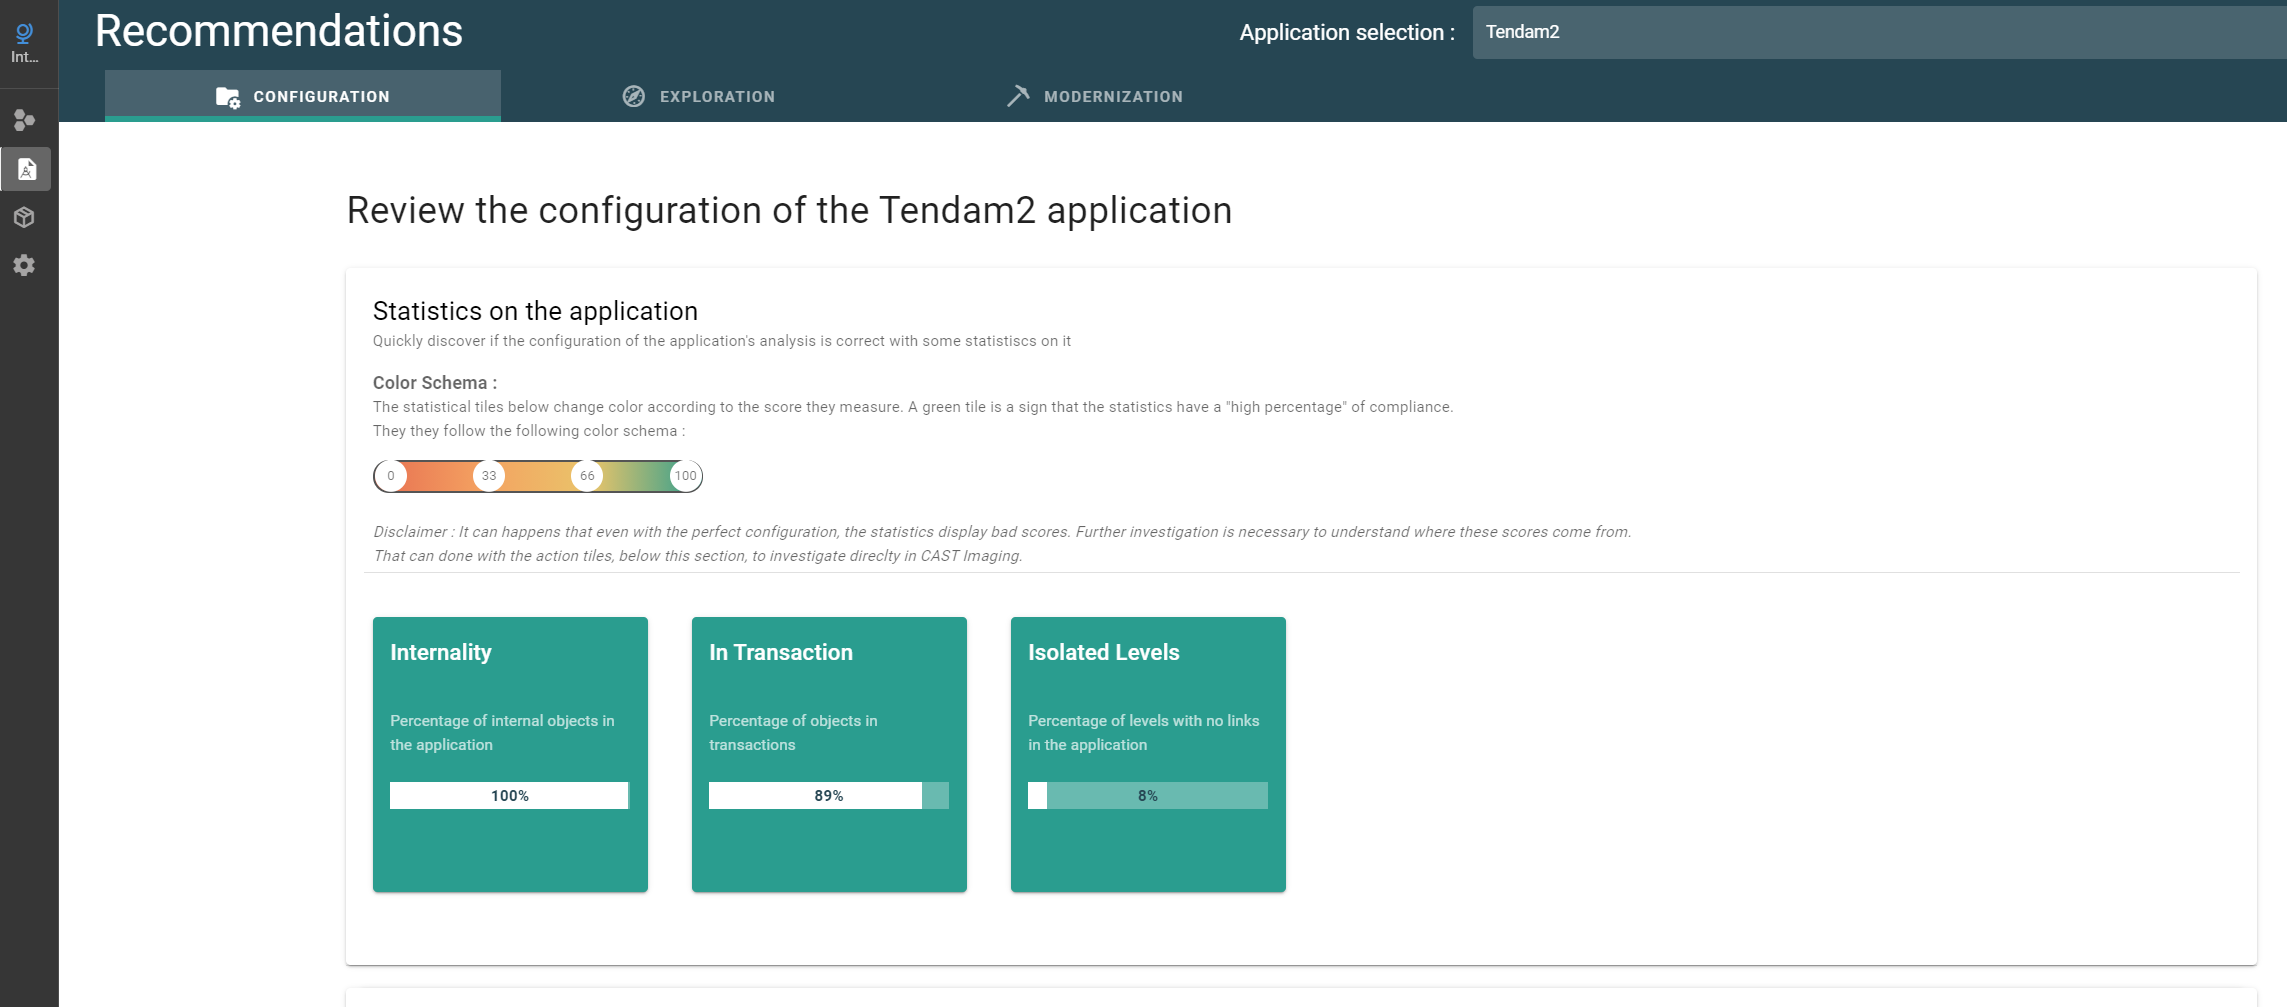 Recommendations
Application selection :
Tendam2
Int...
CONFIGURATION
EXPLORATION
MODERNIZATION
Review the configuration of the Tendam2 application
Statistics on the application
Quickly discover if the configuration of the application's analysis is correct with some statistiscs on it
Color Schema :
The statistical tiles below change color according to the score they measure. A green tile is a sign that the statistics have a "high percentage" of compliance.
They they follow the following color schema :
0 33 66 100
Disclaimer : It can happens that even with the perfect configuration, the statistics display bad scores. Further investigation is necessary to understand where these scores come from.
That can done with the action tiles, below this section, to investigate direclty in CAST Imaging.
Internality
Percentage of internal objects in
the application
100%
In Transaction
Percentage of objects in
transactions
89%
Isolated Levels
Percentage of levels with no links
in the application
8%